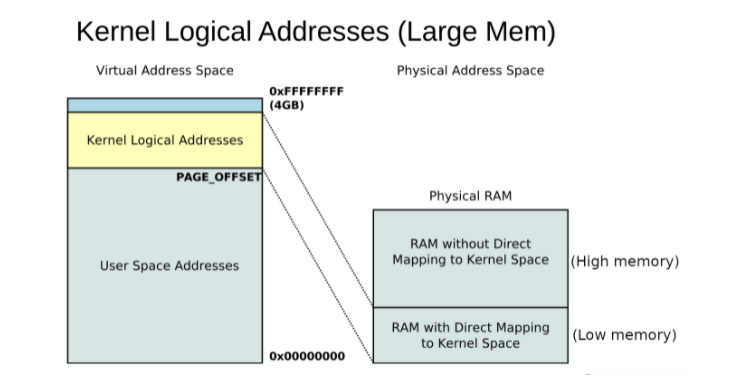 Kernel Logical Addresses (Large Mem)
Virtual Address Space
Physical Address Space
0xFFFFFFFF
(4GB)
Kernel Logical Addresses
PAGE_OFFSET
Physical RAM
RAM without Direct
Mapping to Kernel Space
(High memory)
User Space Addresses
RAM with Direct Mapping
to Kernel Space
(Low memory)
0x00000000